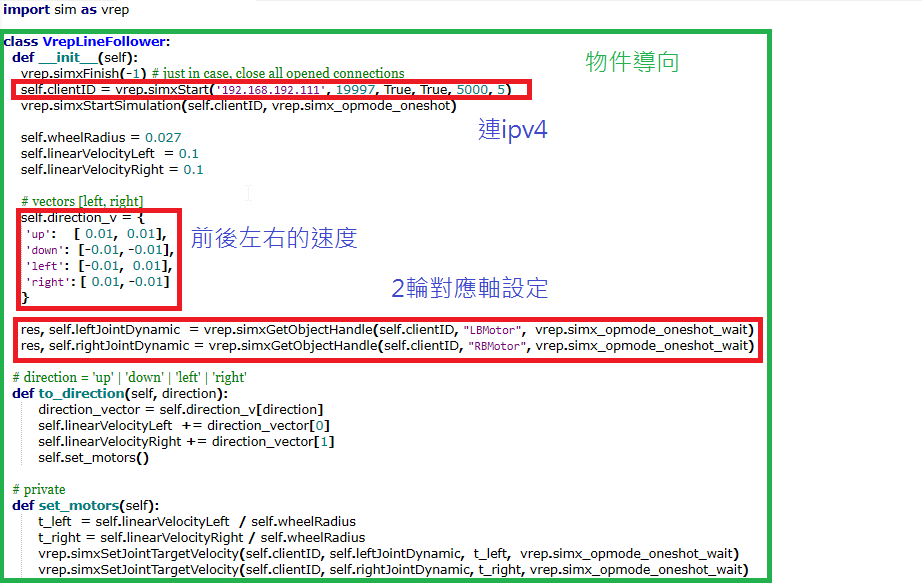 import sim as vrep
class VrepLineFollower:
物件導向
def __init__(self):
vrep.simxFinish(-1) # just in case, close all opened connections
self.clientID = vrep.simxStart('192.168.192.111', 19997, True, True, 5000, 5)
vrep.simxStartSimulation(self.clientID, vrep.simx_opmode_oneshot)
連ipv4
self.wheelRadius = 0.027
self.linearVelocityLeft  = 0.1
self.linearVelocityRight = 0.1
# vectors [left, right]
self.direction_v = {
'up':   [ 0.01,  0.01],
'down': [-0.01, -0.01],
前後左右的速度
'left': [-0.01,  0.01],
'right': [ 0.01, -0.01]
}
2輪對應軸設定
res, self.leftJointDynamic  = vrep.simxGetObjectHandle(self.clientID, "LBMotor",  vrep.simx_opmode_oneshot_wait)
res, self.rightJointDynamic = vrep.simxGetObjectHandle(self.clientID, "RBMotor", vrep.simx_opmode_oneshot_wait)
# direction = 'up' | 'down' | 'left' | 'right'
def to_direction(self, direction):
direction_vector = self.direction_v[direction]
self.linearVelocityLeft  += direction_vector[0]
self.linearVelocityRight += direction_vector[1]
self.set_motors()
# private
def set_motors(self):
t_left  = self.linearVelocityLeft  / self.wheelRadius
t_right = self.linearVelocityRight / self.wheelRadius
vrep.simxSetJointTargetVelocity(self.clientID, self.leftJointDynamic,  t_left,  vrep.simx_opmode_oneshot_wait)
vrep.simxSetJointTargetVelocity(self.clientID, self.rightJointDynamic, t_right, vrep.simx_opmode_oneshot_wait)